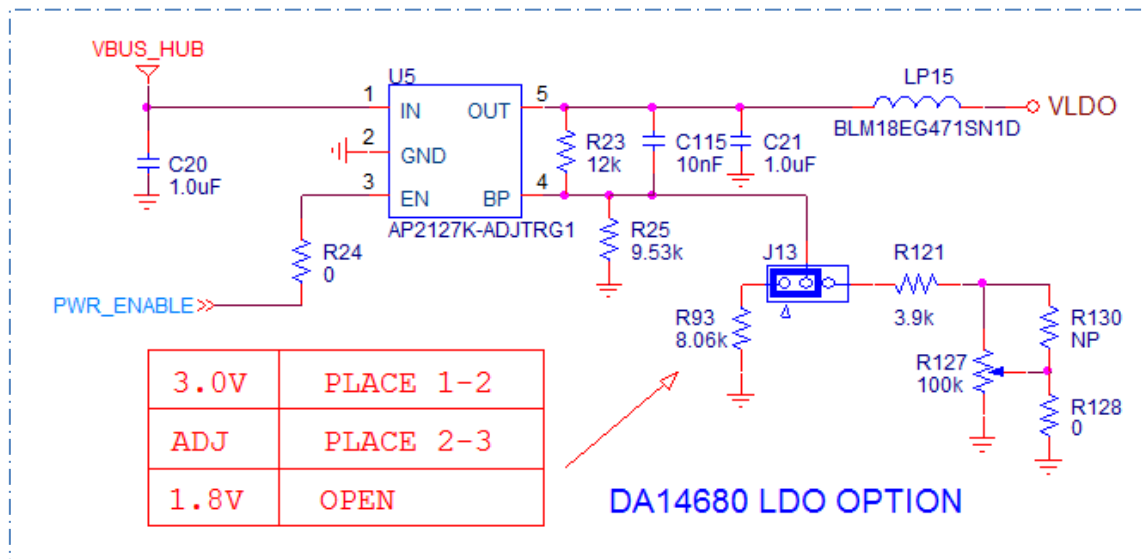 VBUS_HUB
U5
LP15
1
IN
OUT
5
VLDO
BLM18EG471SN1D
2
GND
R23
12k
C115
10nF
C21
1.0uF
C20
1.0uF
3
EN
BP
4
AP2127K-ADJTRG1
R25
9.53k
R24
0
J13
R121
3.9k
PWR_ENABLE
R93
8.06k
R130
NP
R127
100k
R128
0
3.0V PLACE 1-2
ADJ PLACE 2-3
1.8V OPEN
DA14680 LDO OPTION